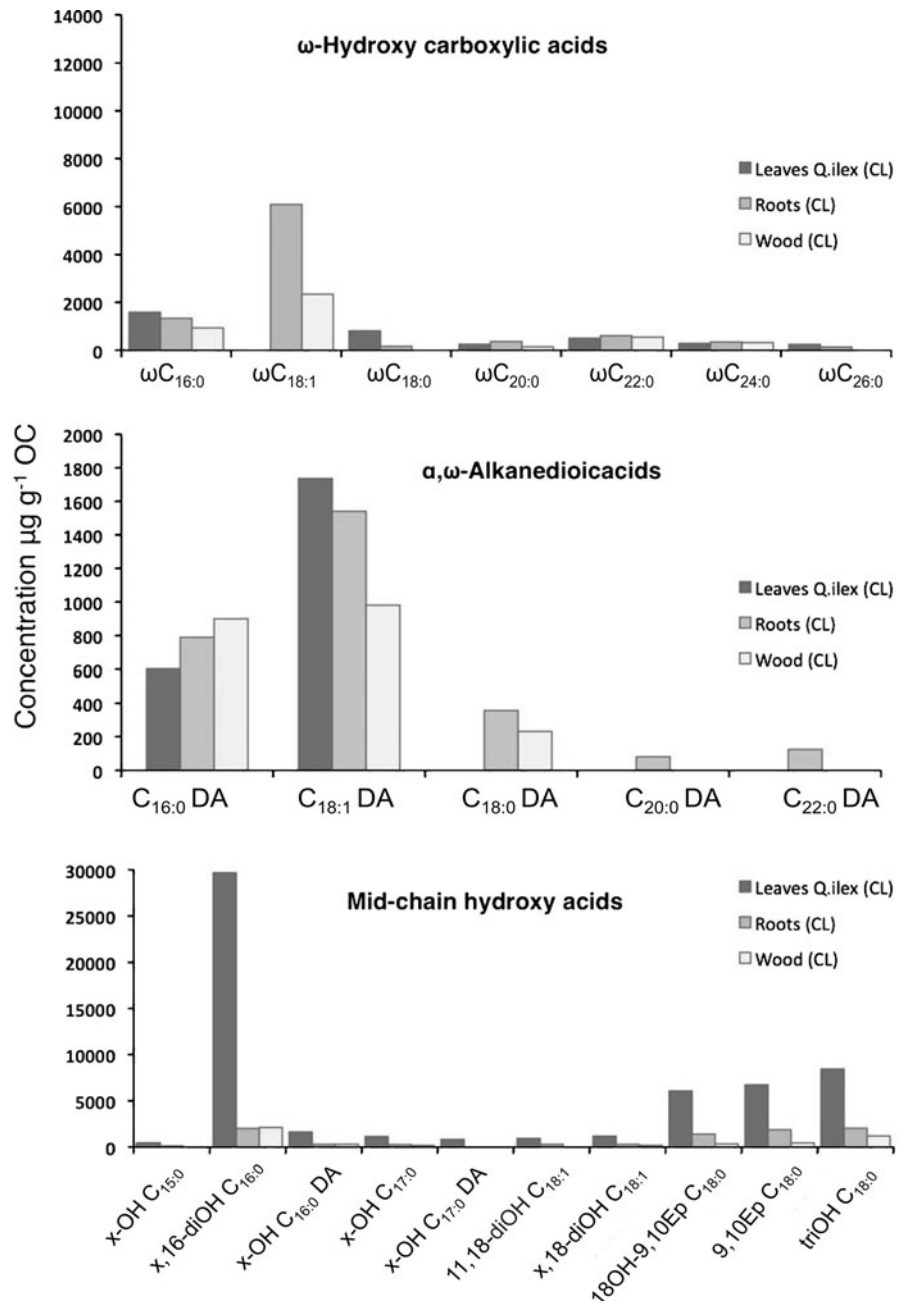 ω-Hydroxy carboxylic acids
14000
12000
10000
8000
6000
4000
2000
0
Leaves Q.ilex (CL)
Roots (CL)
Wood (CL)
ωC16:0 ωC18:1 ωC18:0 ωC20:0 ωC22:0 ωC24:0 ωC26:0
Concentration µg g-1 OC
α,ω-Alkanedioicacids
2000
1800
1600
1400
1200
1000
800
600
400
200
0
Leaves Q.ilex (CL)
Roots (CL)
Wood (CL)
C16:0 DA C18:1 DA C18:0 DA C20:0 DA C22:0 DA
Mid-chain hydroxy acids
30000
25000
20000
15000
10000
5000
0
Leaves Q.ilex (CL)
Roots (CL)
Wood (CL)
x-OH C15:0
x,16-diOH C16:0
x-OH C16:0 DA
x-OH C17:0
x-OH C17:0 DA
11,18-diOH C18:1
x,18-diOH C18:1
18OH-9,10Ep C18:0
9,10Ep C18:0
triOH C18:0